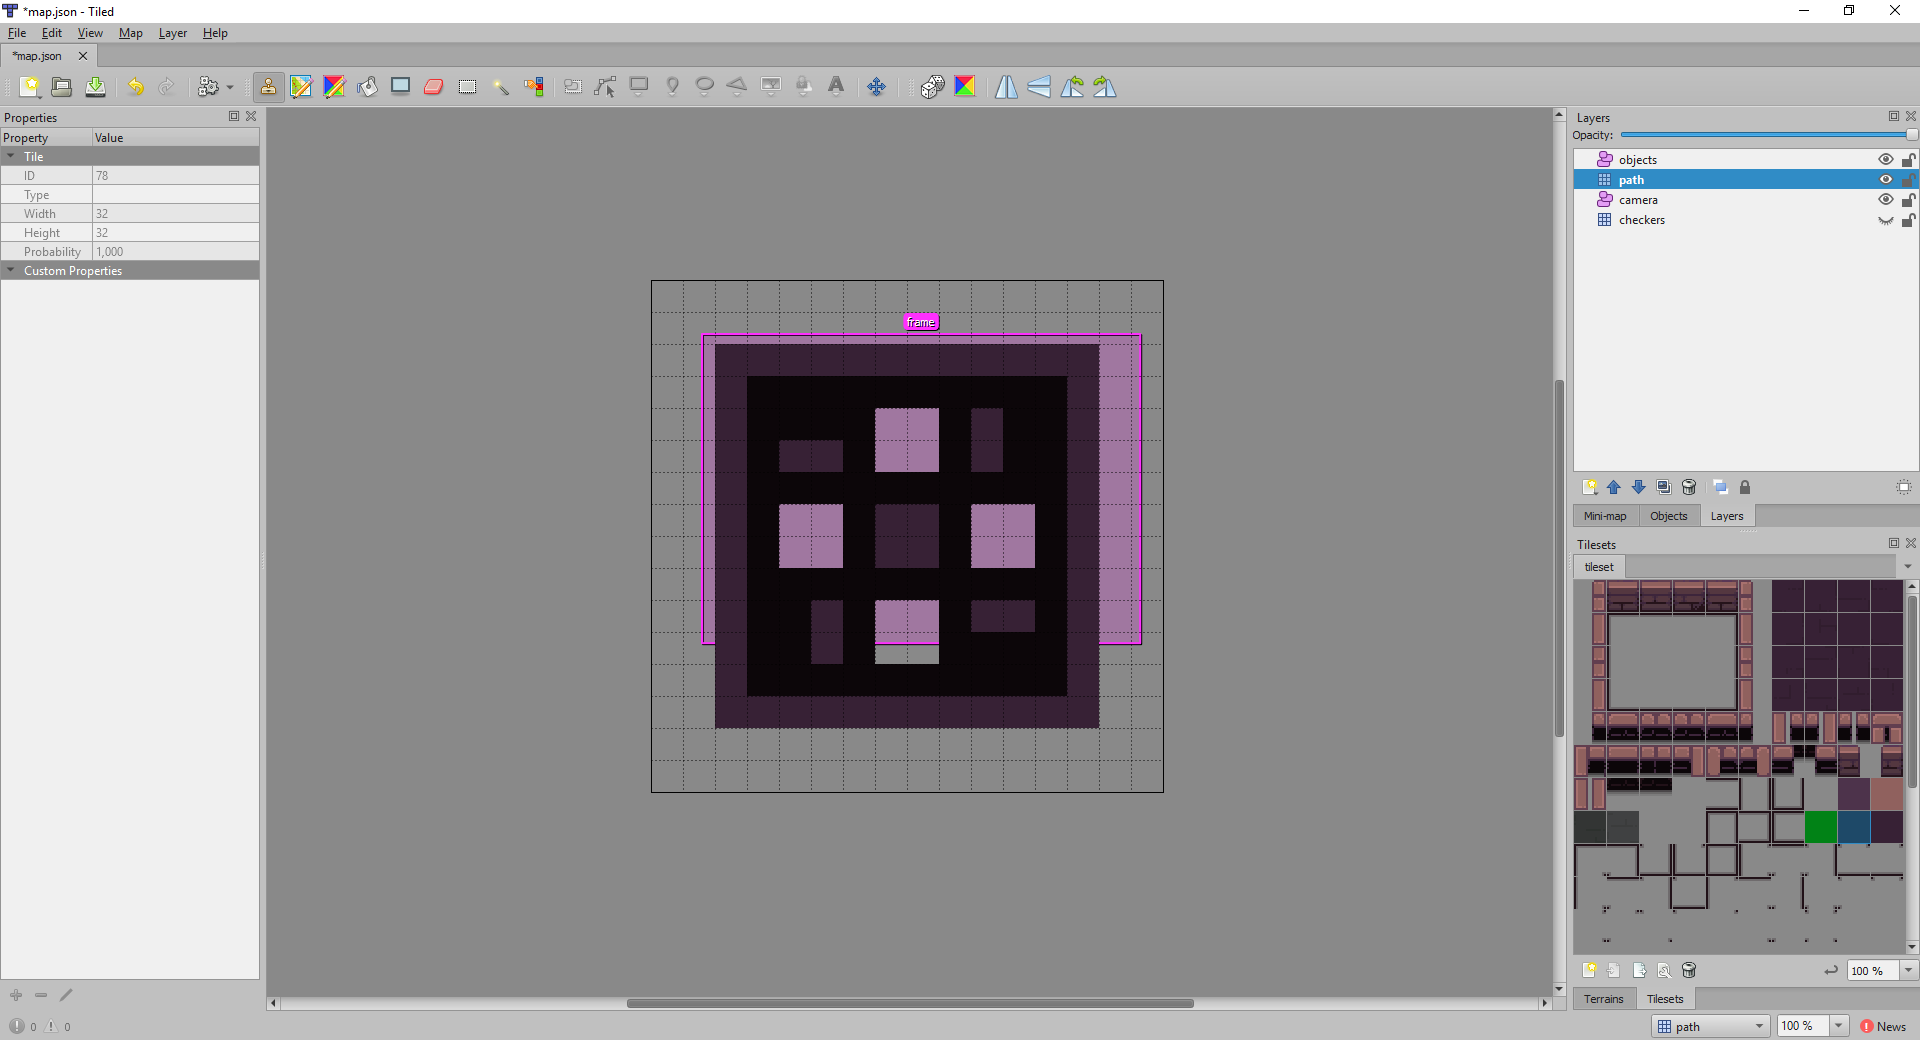 *map.json - Tiled
File Edit View Map Layer Help
*map.json
Properties
Property Value
Tile
ID 78
Type
Width 32
Height 32
Probability 1,000
Custom Properties
frame
Layers
Opacity:
objects
path
camera
checkers
Mini-map Objects Layers
Tilesets
tileset
100 %
Terrains Tilesets
0 0
path 100 % News